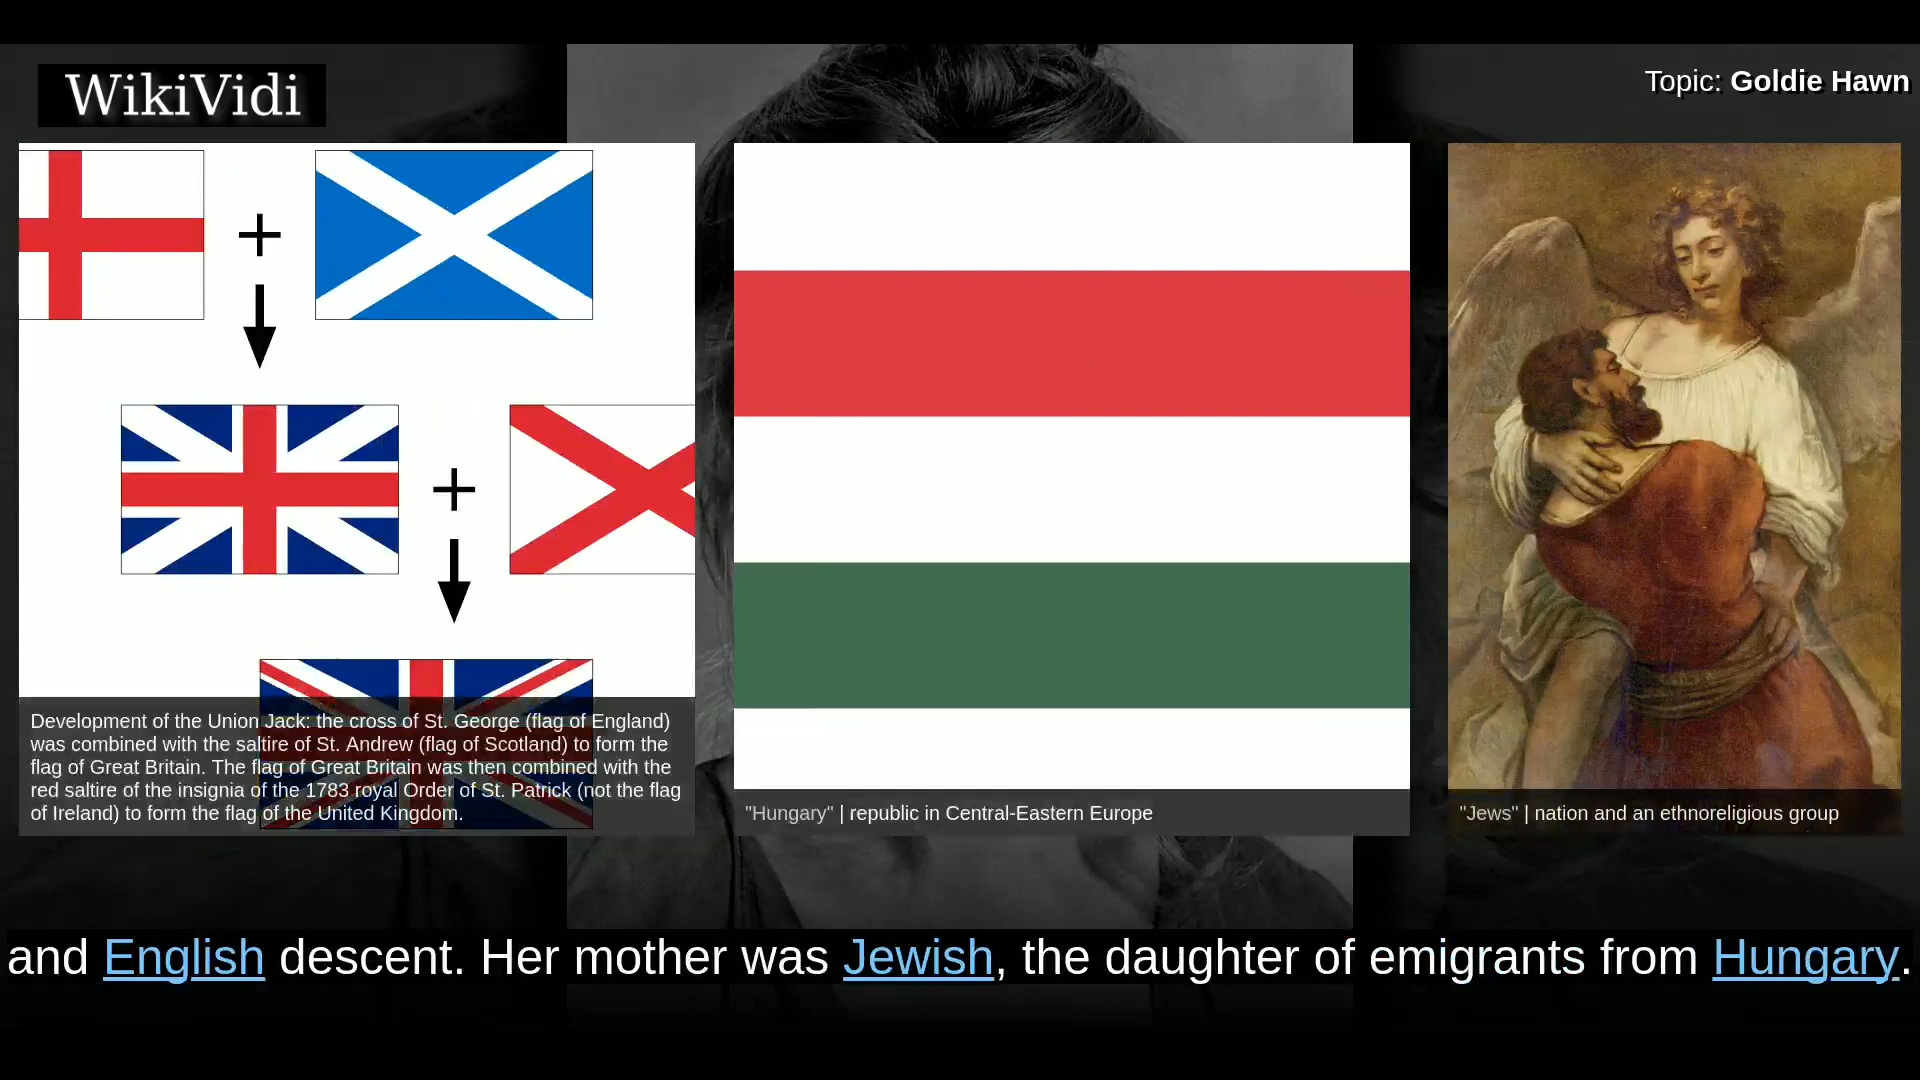 WikiVidi
Topic: Goldie Hawn
Development of the Union Jack: the cross of St. George (flag of England)
was combined with the saltire of St. Andrew (flag of Scotland) to form the
flag of Great Britain. The flag of Great Britain was then combined with the
red saltire of the insignia of the 1783 royal Order of St. Patrick (not the flag
of Ireland) to form the flag of the United Kingdom.
"Hungary" | republic in Central-Eastern Europe
"Jews" | nation and an ethnoreligious group
and English descent. Her mother was Jewish, the daughter of emigrants from Hungary.